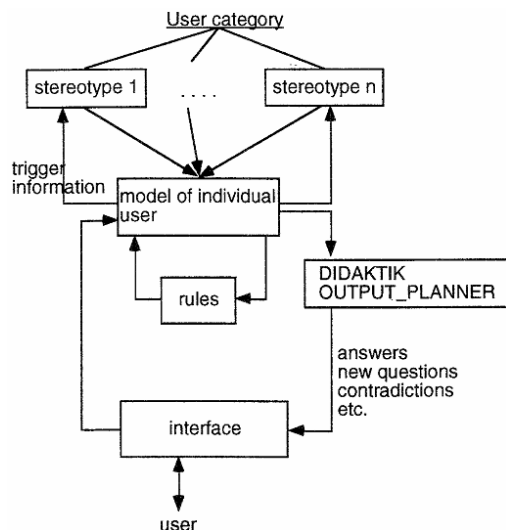 User category
stereotype 1
. . . .
stereotype n
trigger
information
model of individual
user
DIDAKTIK
OUTPUT_PLANNER
rules
answers
new questions
contradictions
etc.
interface
user